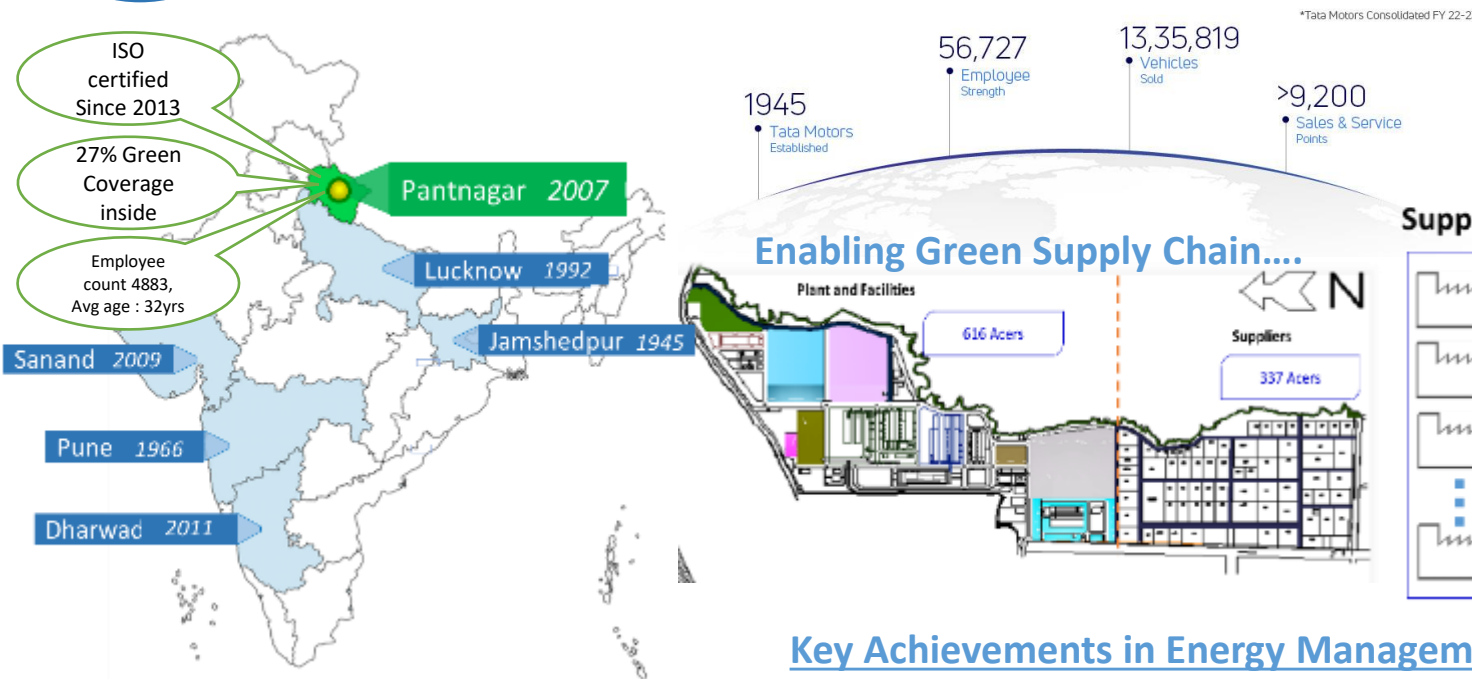 *Tata Motors Consolidated FY 22-2
ISO
certified
Since 2013
27% Green
Coverage
inside
Employee
count 4883,
Avg age : 32yrs
Pantnagar 2007
Lucknow 1992
Jamshedpur 1945
Sanand 2009
Pune 1966
Dharwad 2011
1945
Tata Motors
Established
56,727
Employee
Strength
13,35,819
Vehicles
Sold
>9,200
Sales & Service
Points
Enabling Green Supply Chain....
Plant and Facilities
616 Acers
N
Suppliers
337 Acers
Supp
Key Achievements in Energy Managem